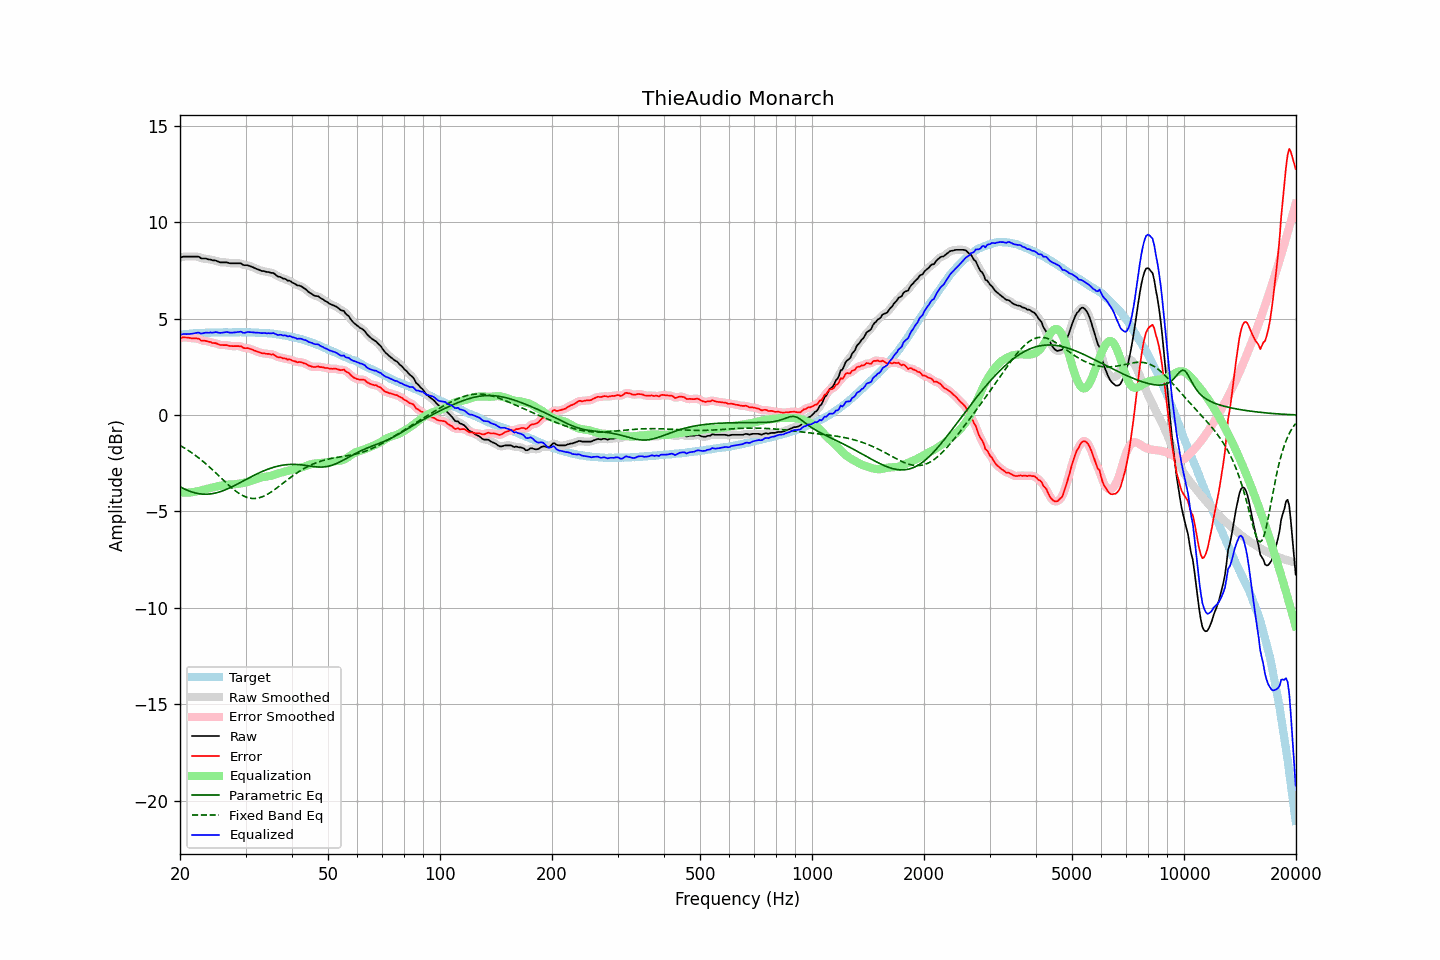 ThieAudio Monarch
15
10
5
0
−5
−10
−15
−20
Amplitude (dBr)
Target
Raw Smoothed
Error Smoothed
Raw
Error
Equalization
Parametric Eq
Fixed Band Eq
Equalized
20 50 100 200 500 1000 2000 5000 10000 20000
Frequency (Hz)